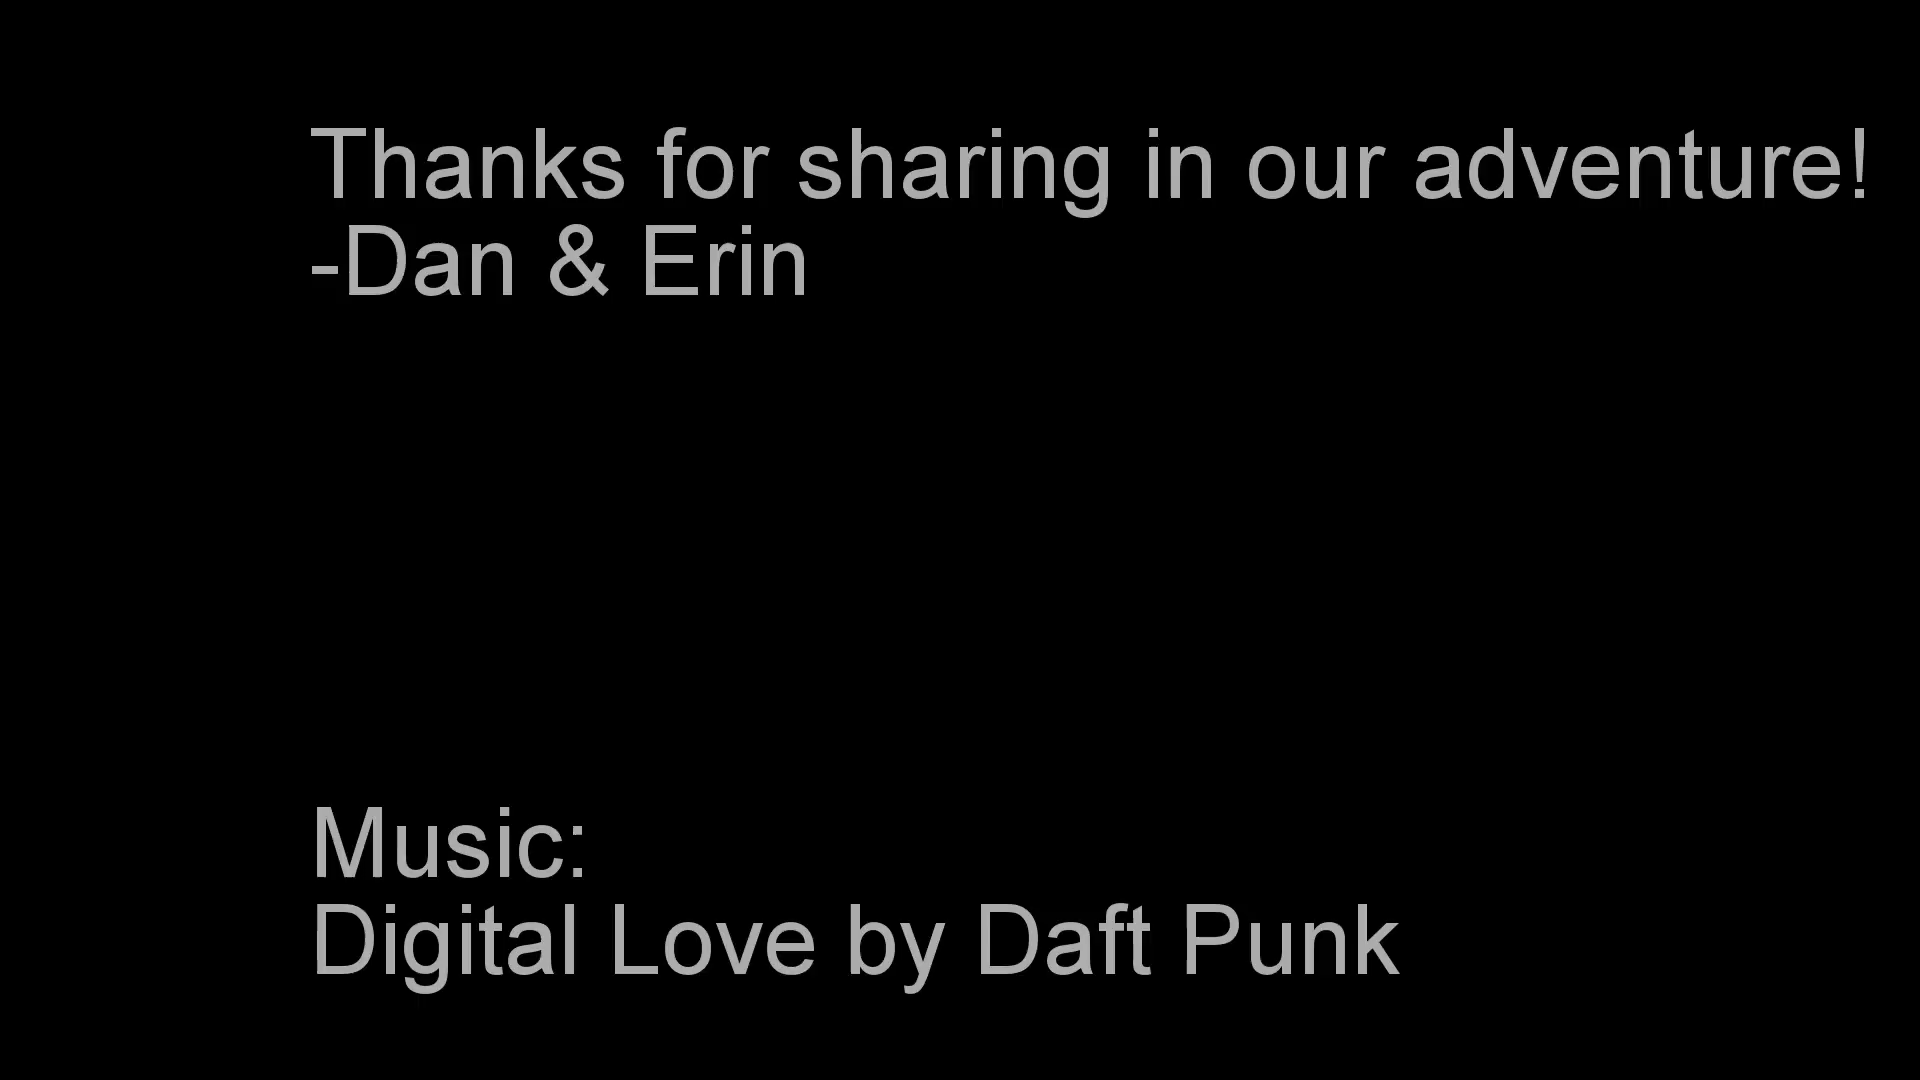 Thanks for sharing in our adventure!
-Dan & Erin
Music:
Digital Love by Daft Punk